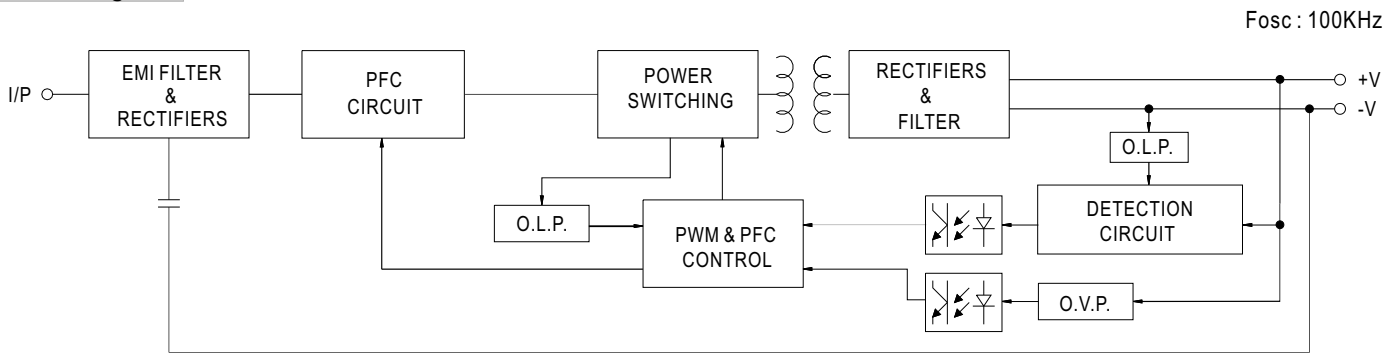 Fosc : 100KHz
I/P
EMI FILTER
&
RECTIFIERS
PFC
CIRCUIT
POWER
SWITCHING
RECTIFIERS
&
FILTER
+V
-V
O.L.P.
O.L.P.
PWM & PFC
CONTROL
DETECTION
CIRCUIT
O.V.P.